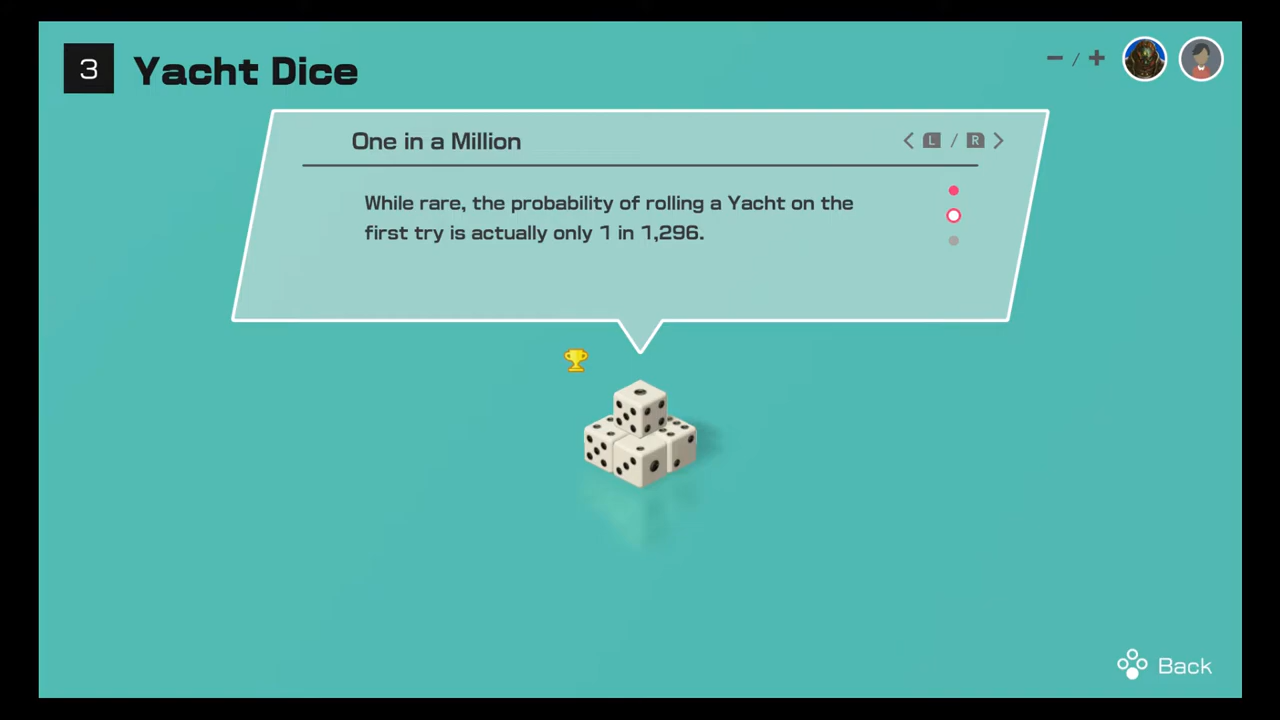 3 Yacht Dice
- / +
One in a Million
L / R
While rare, the probability of rolling a Yacht on the
first try is actually only 1 in 1,296.
Back